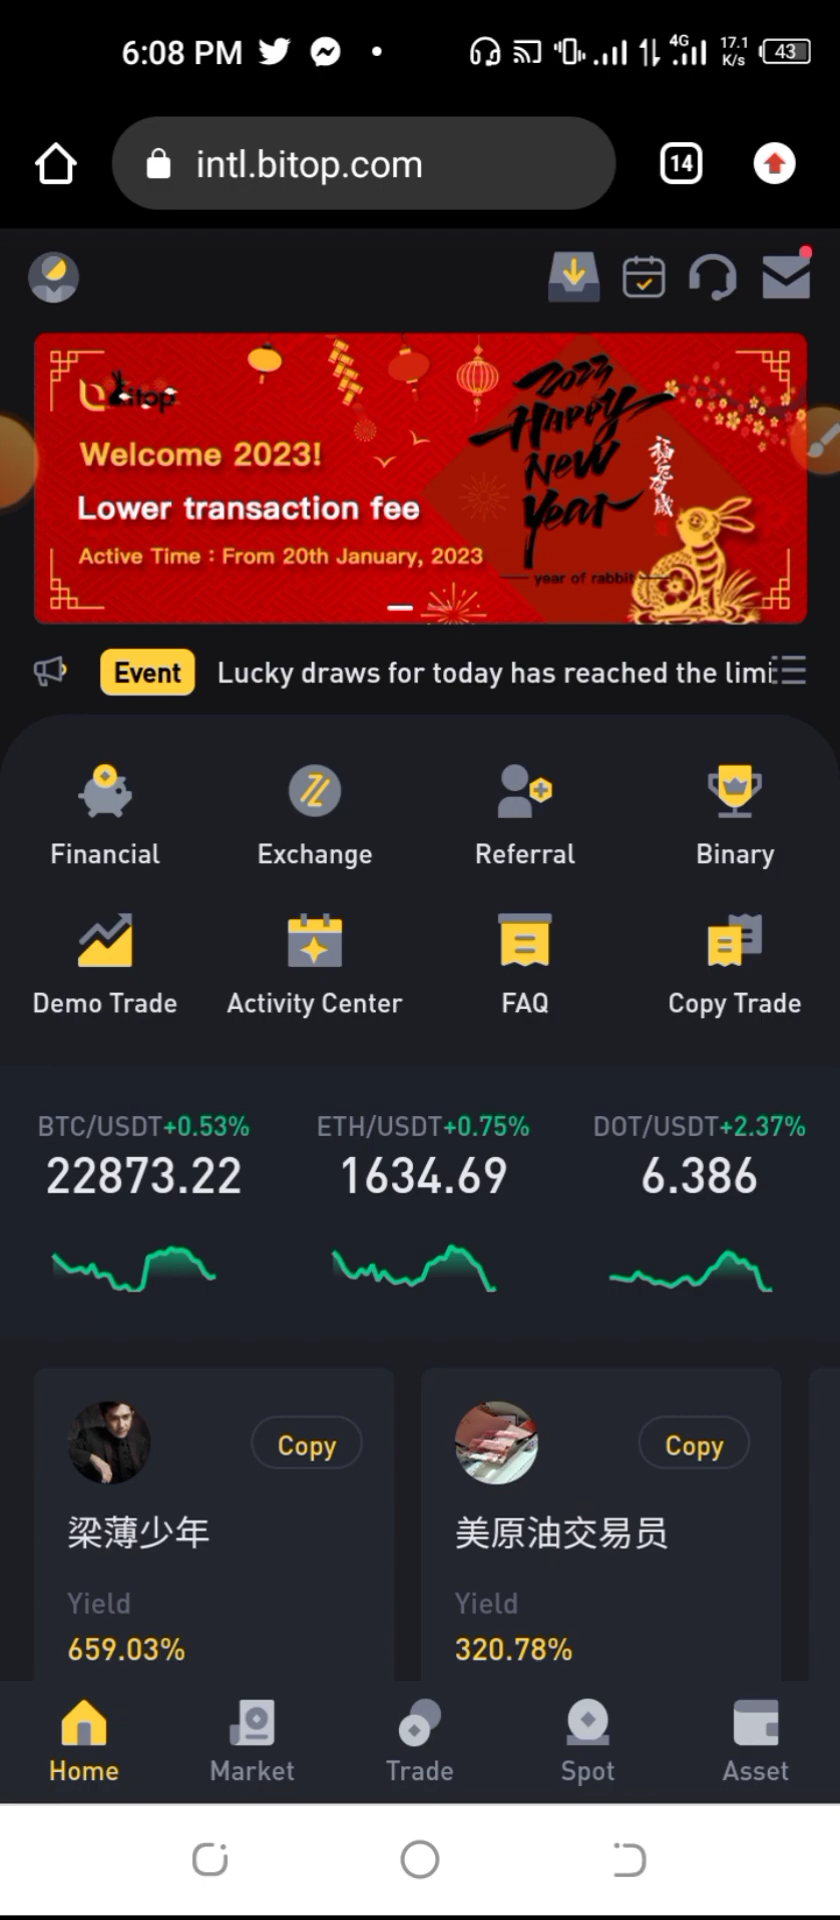 6:08 PM
4G
17.1
K/s
43
intl.bitop.com
14
bitop
Welcome 2023!
Lower transaction fee
Active Time : From 20th January, 2023
2023
Happy
New
Year
year of rabbit
Event Lucky draws for today has reached the limi
Financial Exchange Referral Binary
Demo Trade Activity Center FAQ Copy Trade
BTC/USDT+0.53% ETH/USDT+0.75% DOT/USDT+2.37%
22873.22 1634.69 6.386
Copy Copy
梁薄少年 美原油交易员
Yield Yield
659.03% 320.78%
Home Market Trade Spot Asset